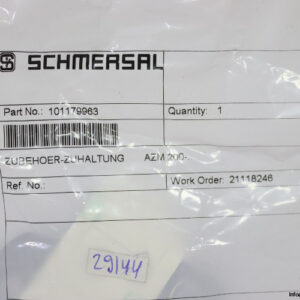 SCHMERSAL
Part No.: 101179963 Quantity: 1
ZUBEHOER-ZUHALTUNG AZM 200-
Ref. No.: Work Order: 21118246
29144